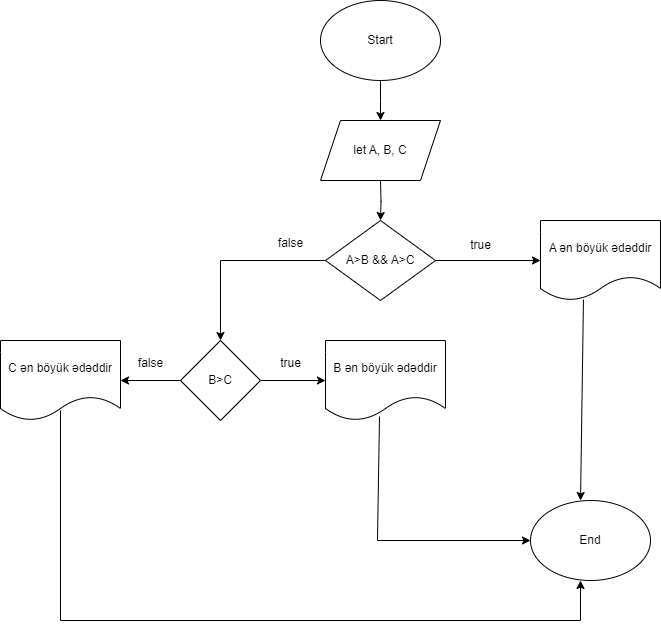 Start
let A, B, C
A>B && A>C
false
true
A ən böyük ədəddir
B>C
false
true
C ən böyük ədəddir
B ən böyük ədəddir
End